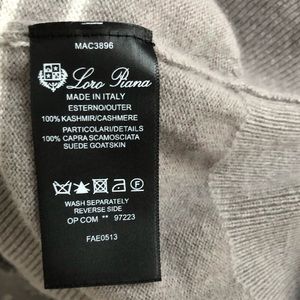 MAC3896
Loro Piana
MADE IN ITALY
ESTERNO/OUTER
100% KASHMIR/CASHMERE
PARTICOLARI/DETAILS
100% CAPRA SCAMOSCIATA
SUEDE GOATSKIN
WASH SEPARATELY
REVERSE SIDE
OP COM ** 97223
FAE0513